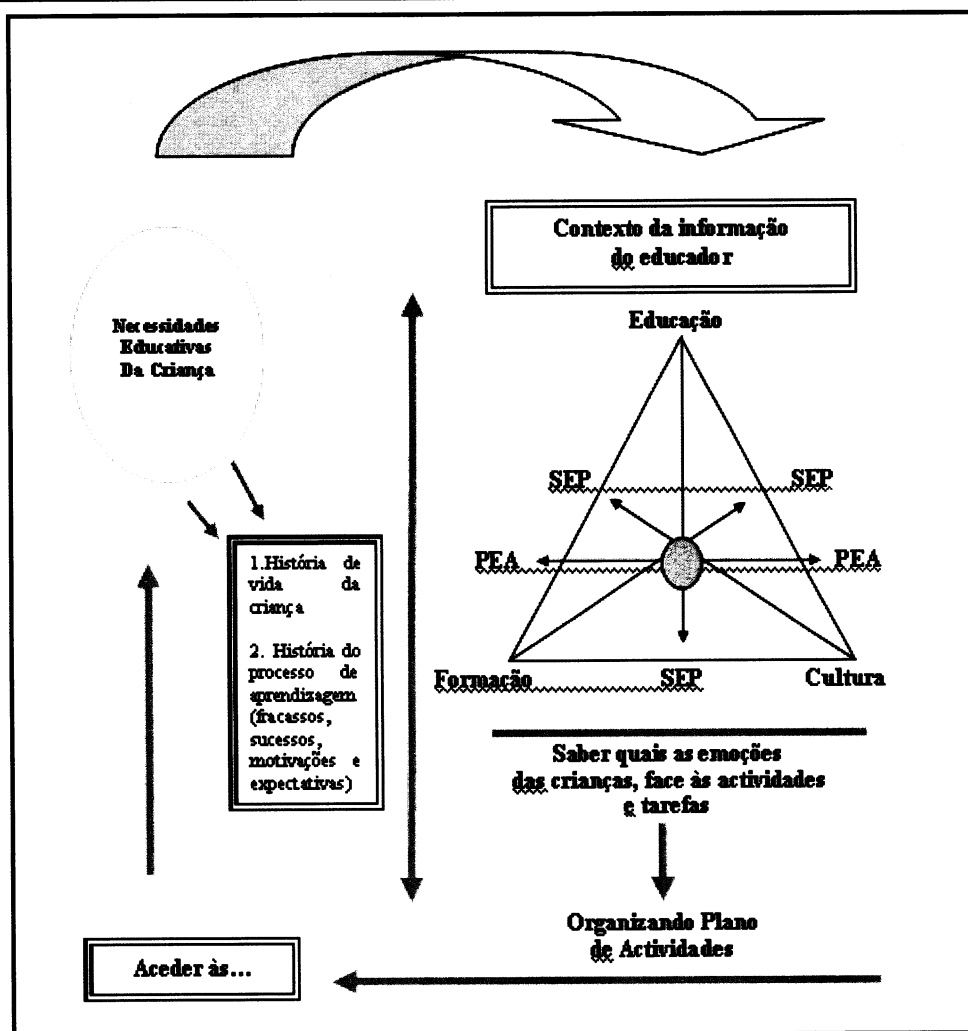 Contexto da informação
do educador
Educação
Necessidades
Educativas
Da Criança
SEP SEP
PEA PEA
Formação SEP Cultura
1.História de
vida da
criança
2. História do
processo de
aprendizagem
(fracassos,
sucessos,
motivações e
expectativas)
Saber quais as emoções
das crianças, face às actividades
e tarefas
Organizando Plano
de Actividades
Aceder às...